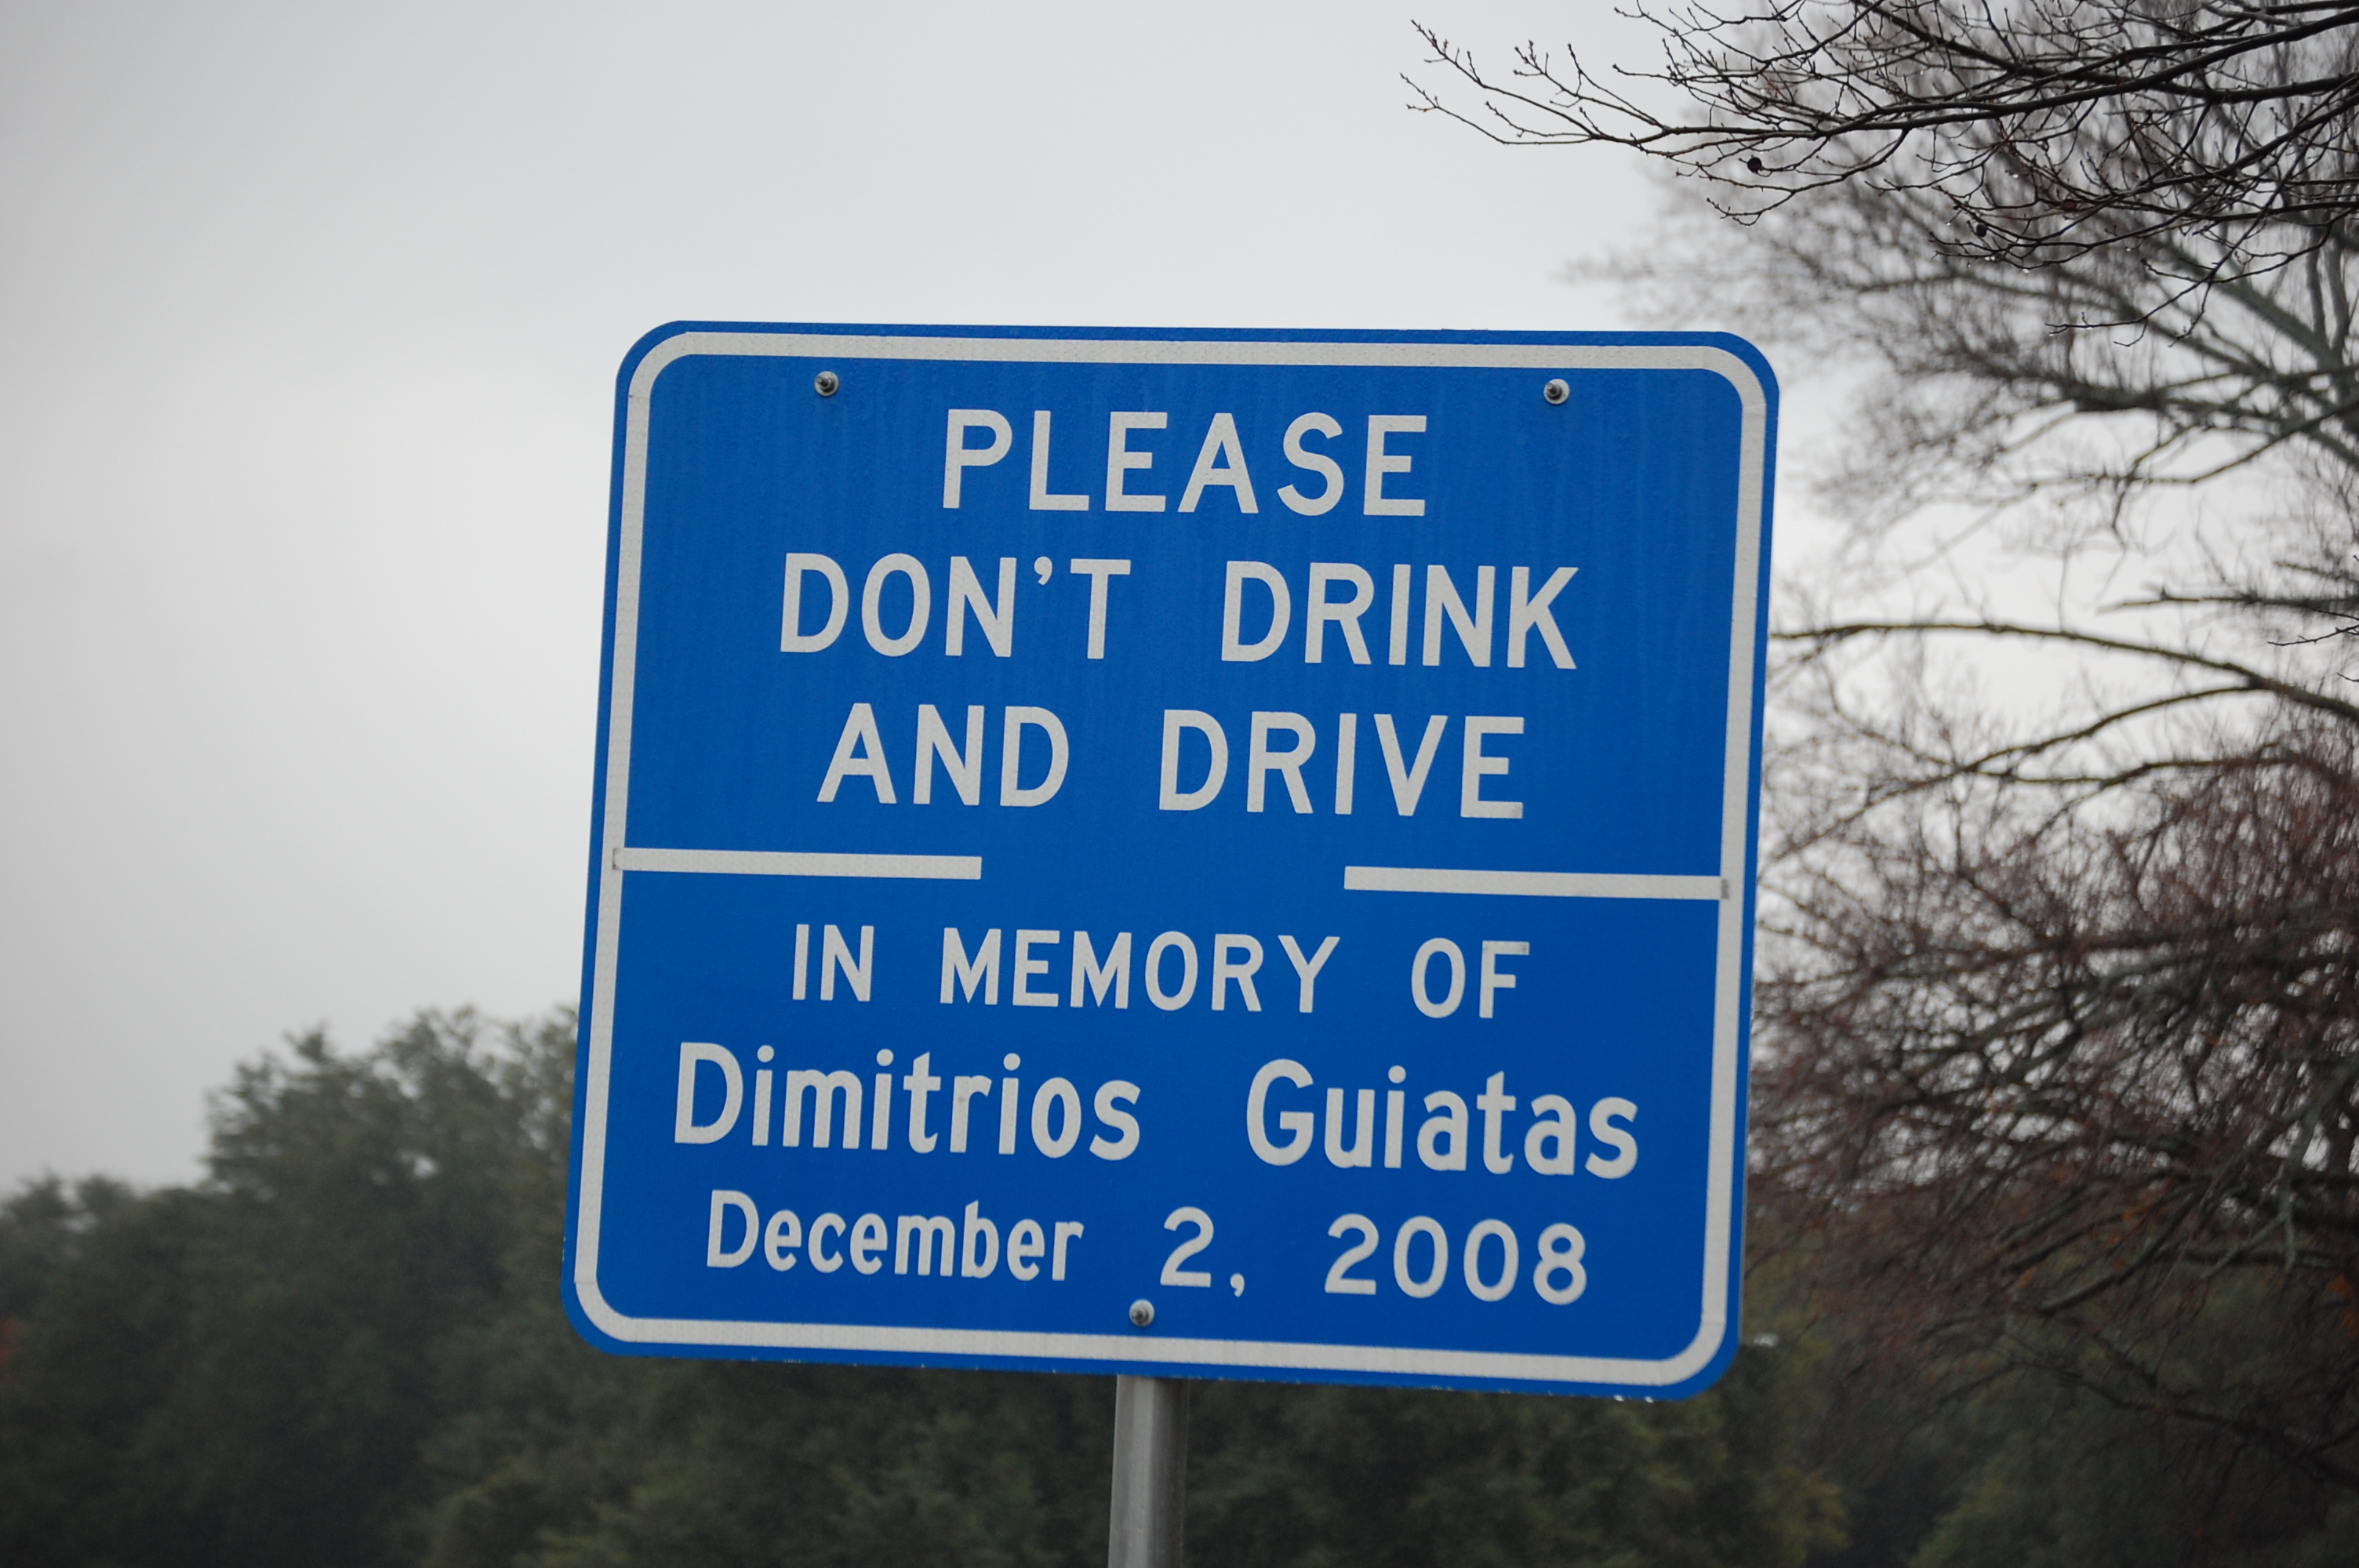 PLEASE
DON'T DRINK
AND DRIVE
IN MEMORY OF
Dimitrios Guiatas
December 2, 2008